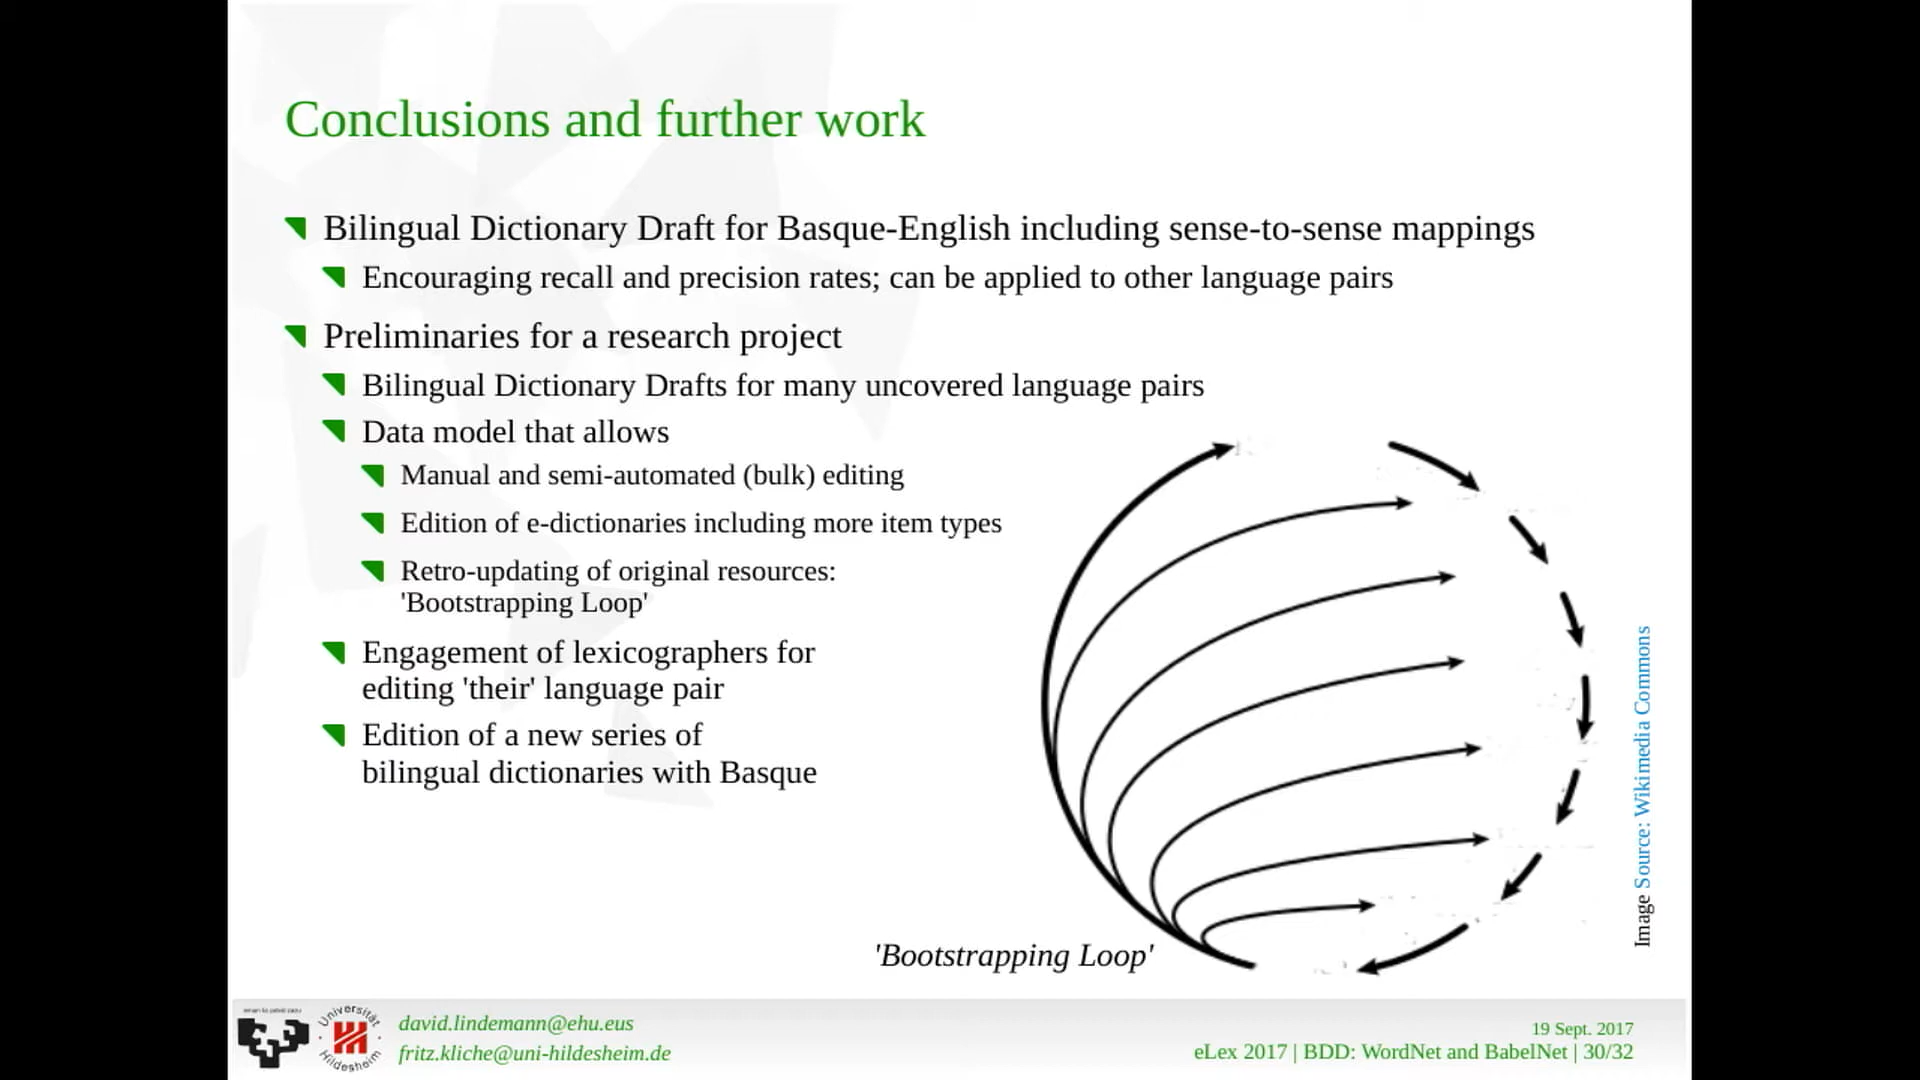 Conclusions and further work
Bilingual Dictionary Draft for Basque-English including sense-to-sense mappings
Encouraging recall and precision rates; can be applied to other language pairs
Preliminaries for a research project
Bilingual Dictionary Drafts for many uncovered language pairs
Data model that allows
Manual and semi-automated (bulk) editing
Edition of e-dictionaries including more item types
Retro-updating of original resources:
'Bootstrapping Loop'
Engagement of lexicographers for
editing 'their' language pair
Edition of a new series of
bilingual dictionaries with Basque
'Bootstrapping Loop'
Image Source: Wikimedia Commons
Universität
Hildesheim
david.lindemann@ehu.eus
fritz.kliche@uni-hildesheim.de
19 Sept. 2017
eLex 2017 | BDD: WordNet and BabelNet | 30/32